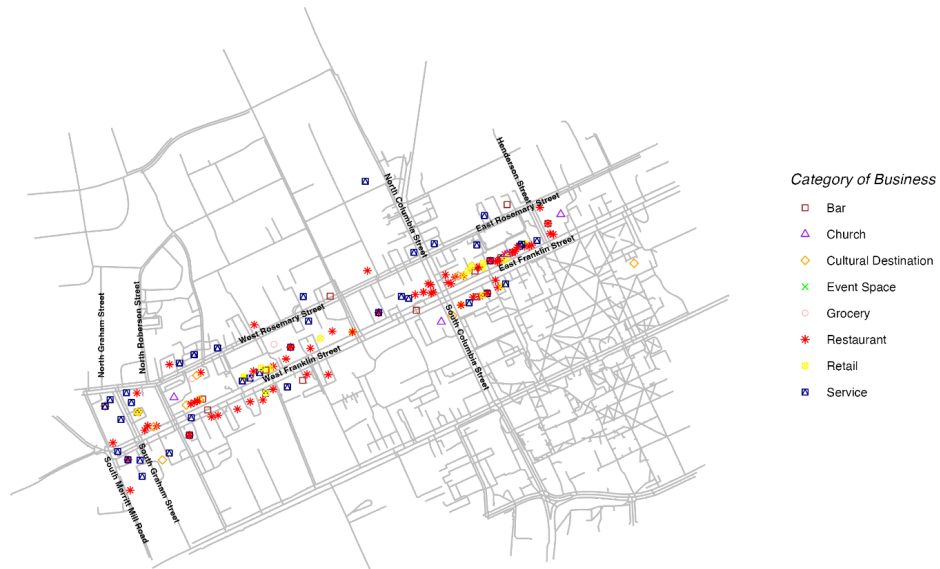 Henderson Street
North Columbia Street
East Rosemary Street
East Franklin Street
West Rosemary Street
North Graham Street
North Roberson Street
West Franklin Street
South Columbia Street
South Graham Street
South Merritt Mill Road
Category of Business
Bar
Church
Cultural Destination
Event Space
Grocery
Restaurant
Retail
Service